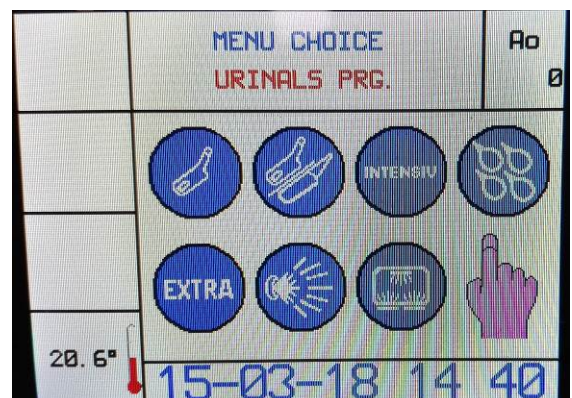 MENU CHOICE
URINALS PRG.
Ao
0
INTENSIV
EXTRA
20.6°
15-03-18 14 40